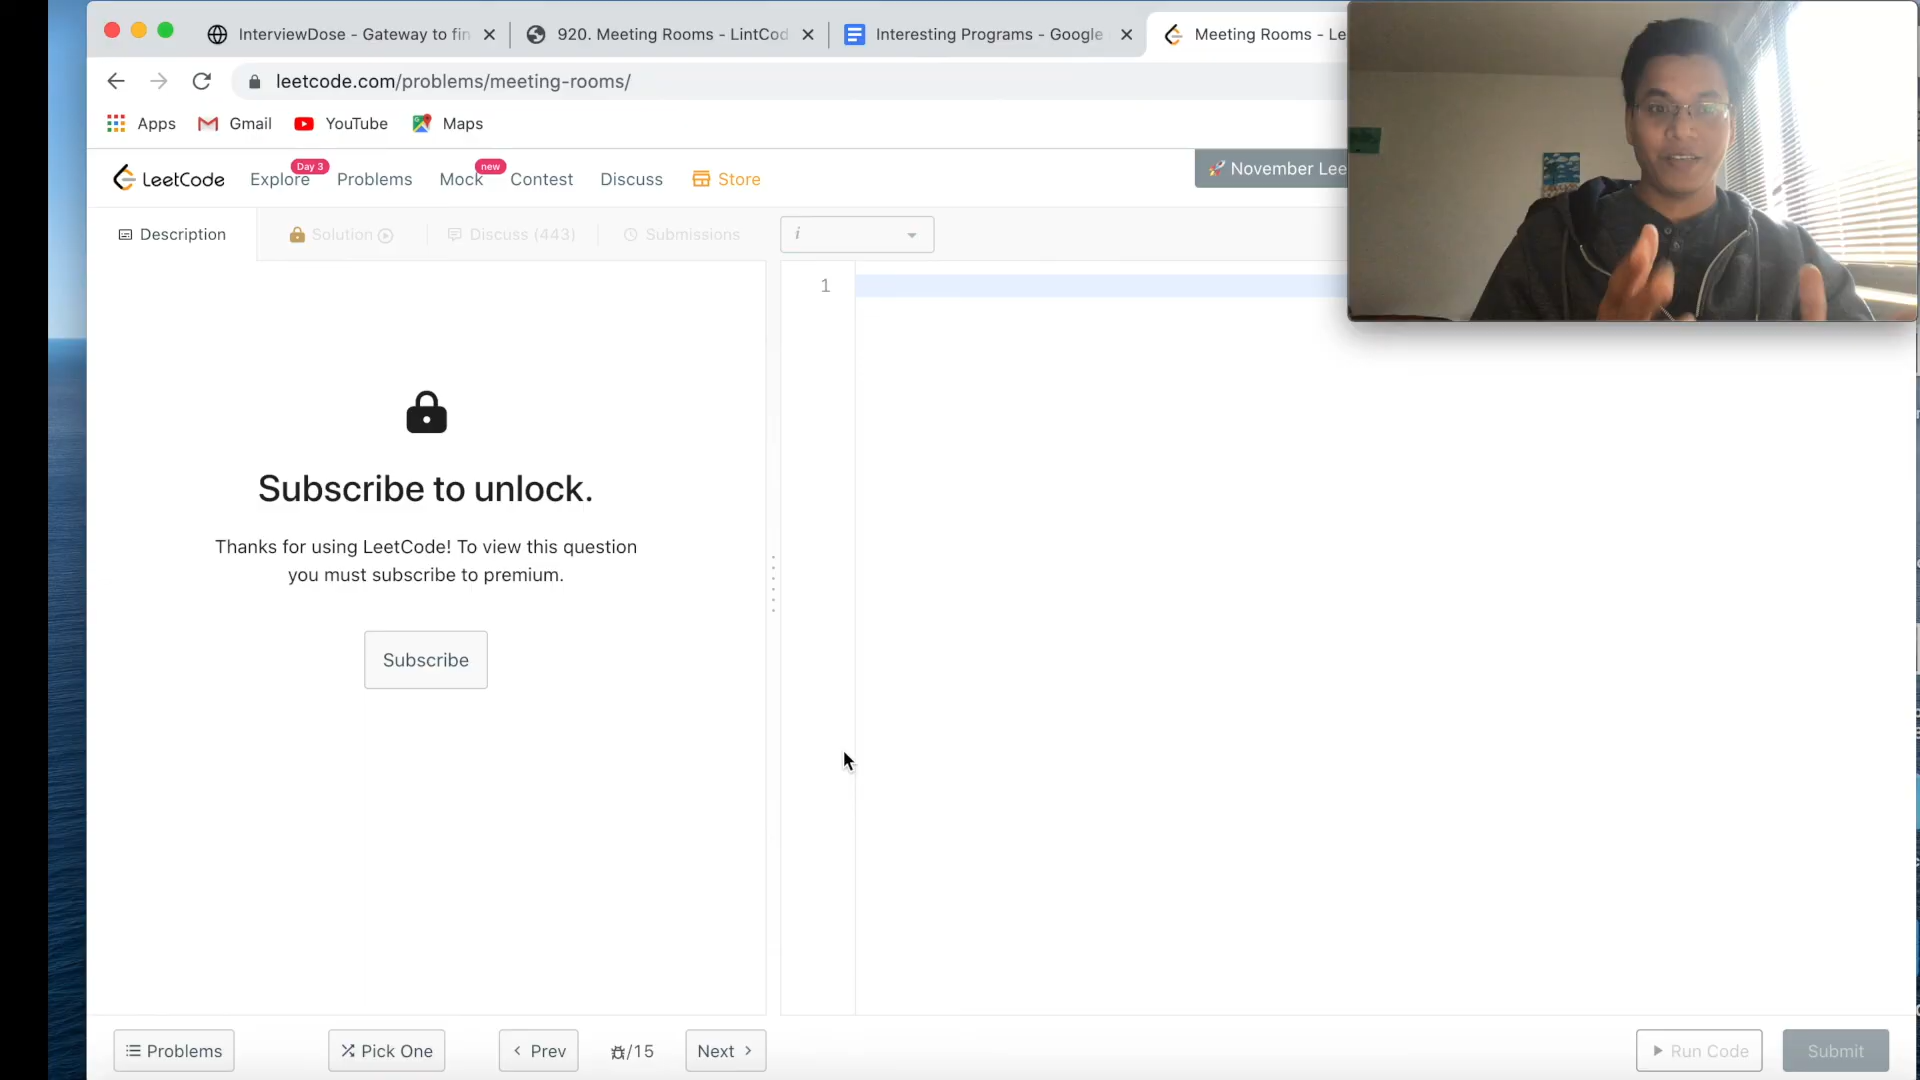 InterviewDose - Gateway to fin
920. Meeting Rooms - LintCod
Interesting Programs - Google
Meeting Rooms - Le
leetcode.com/problems/meeting-rooms/
Apps
Gmail
YouTube
Maps
LeetCode
Explore
Day 3
Problems
Mock
new
Contest
Discuss
Store
November Lee
Description
Solution
Discuss (443)
Submissions
i
1
Subscribe to unlock.
Thanks for using LeetCode! To view this question
you must subscribe to premium.
Subscribe
Problems
Pick One
Prev
/15
Next
Run Code
Submit